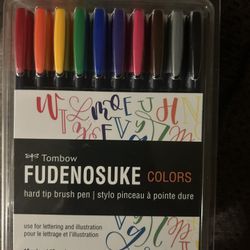 Tombow
FUDENOSUKE COLORS
hard tip brush pen | stylo pinceau à pointe dure
use for lettering and illustration
pour le lettrage et l'illustration